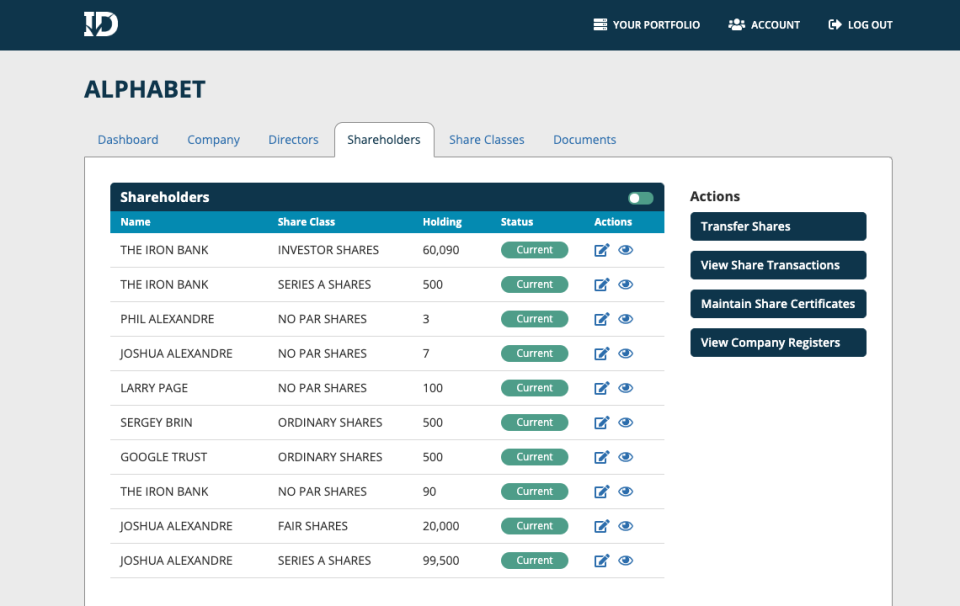 ID
YOUR PORTFOLIO ACCOUNT LOG OUT
ALPHABET
Dashboard Company Directors Shareholders Share Classes Documents
Shareholders
Name Share Class Holding Status Actions
THE IRON BANK INVESTOR SHARES 60,090 Current
THE IRON BANK SERIES A SHARES 500 Current
PHIL ALEXANDRE NO PAR SHARES 3 Current
JOSHUA ALEXANDRE NO PAR SHARES 7 Current
LARRY PAGE NO PAR SHARES 100 Current
SERGEY BRIN ORDINARY SHARES 500 Current
GOOGLE TRUST ORDINARY SHARES 500 Current
THE IRON BANK NO PAR SHARES 90 Current
JOSHUA ALEXANDRE FAIR SHARES 20,000 Current
JOSHUA ALEXANDRE SERIES A SHARES 99,500 Current
Actions
Transfer Shares
View Share Transactions
Maintain Share Certificates
View Company Registers